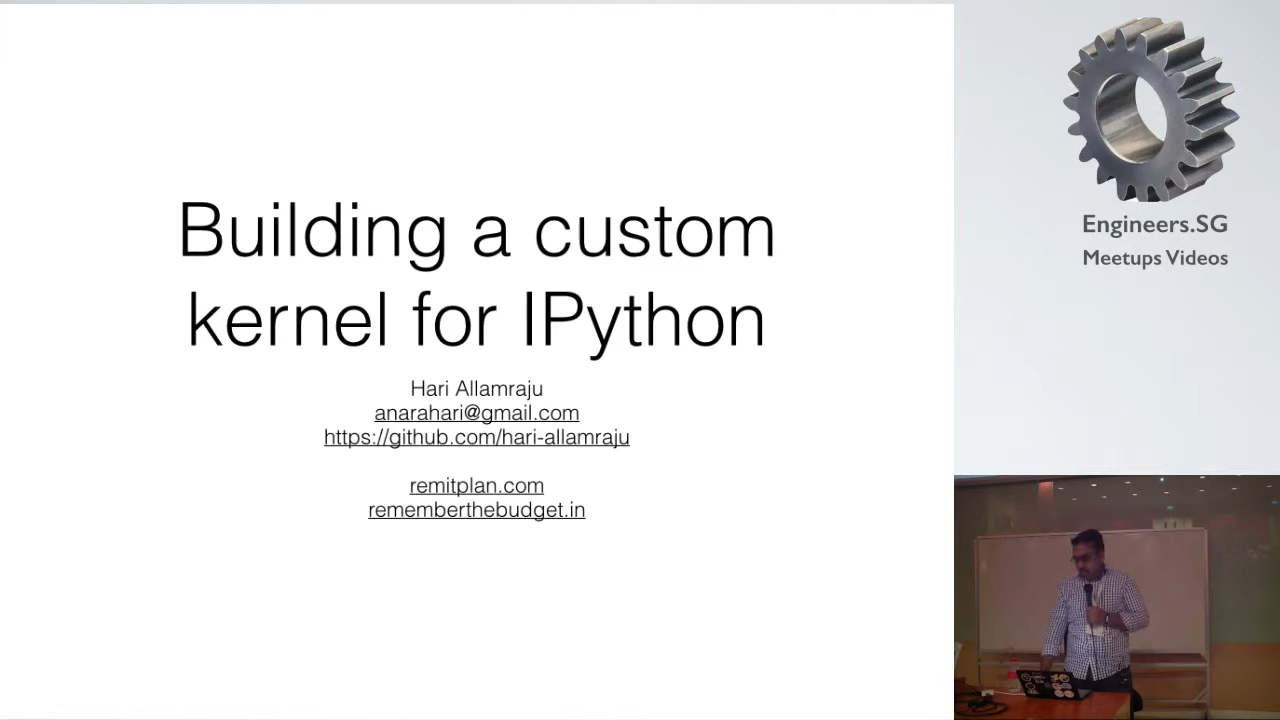 Building a custom
kernel for IPython
Hari Allamraju
anarahari@gmail.com
https://github.com/hari-allamraju
remitplan.com
rememberthebudget.in
Engineers.SG
Meetups Videos